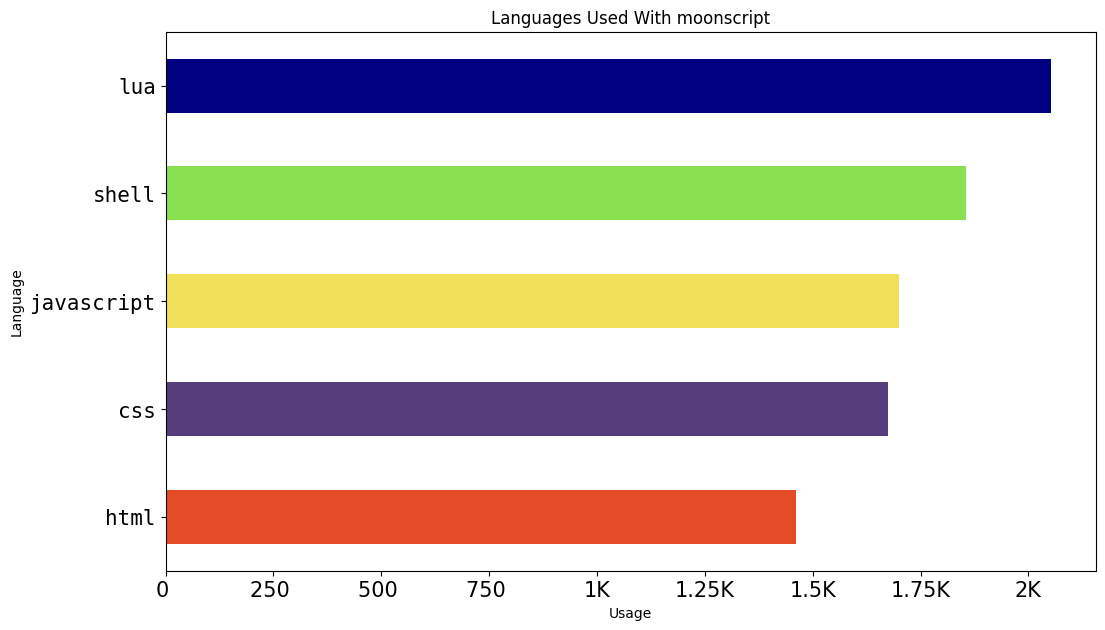 Languages Used With moonscript
Language
lua
shell
javascript
css
html
0 250 500 750 1K 1.25K 1.5K 1.75K 2K
Usage